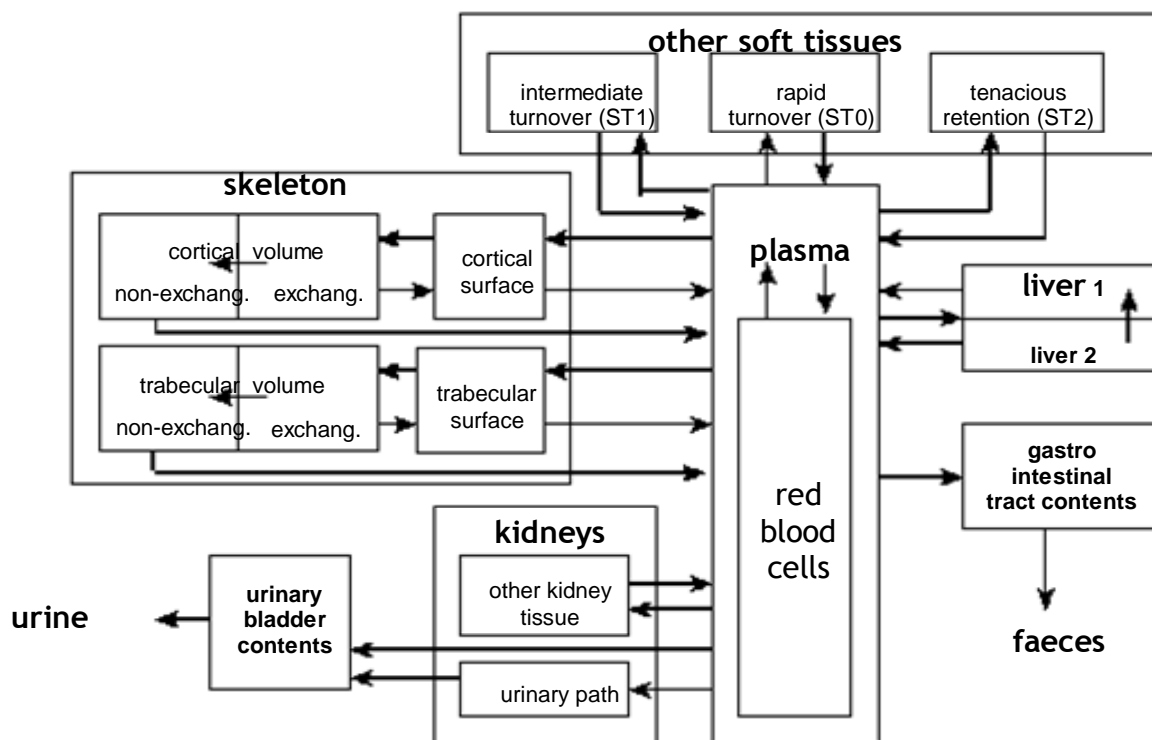 other soft tissues
intermediate
turnover (ST1)
rapid
turnover (ST0)
tenacious
retention (ST2)
skeleton
cortical volume
non-exchang. exchang.
cortical
surface
plasma
liver 1
liver 2
trabecular volume
non-exchang. exchang.
trabecular
surface
gastro
intestinal
tract contents
red
blood
cells
kidneys
other kidney
tissue
urinary path
urinary
bladder
contents
urine
faeces